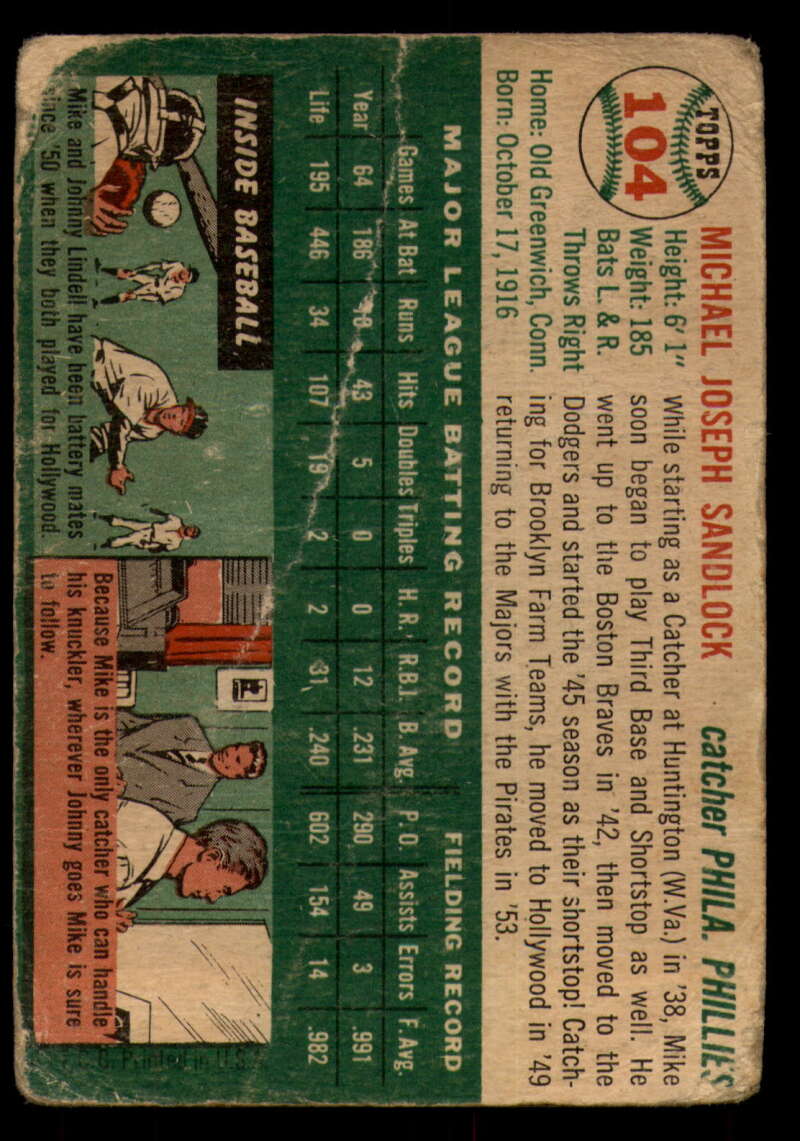 TOPPS
104
MICHAEL JOSEPH SANDLOCK catcher PHILA. PHILLIES
Height: 6' 1"
Weight: 185
Bats L. & R.
Throws Right
Home: Old Greenwich, Conn.
Born: October 17, 1916
While starting as a Catcher at Huntington (W.Va.) in '38, Mike
soon began to play Third Base and Shortstop as well. He
went up to the Boston Braves in '42, then moved to the
Dodgers and started the '45 season as their shortstop! Catch-
ing for Brooklyn Farm Teams, he moved to Hollywood in '49
returning to the Majors with the Pirates in '53.
MAJOR LEAGUE BATTING RECORD FIELDING RECORD
Games At Bat Runs Hits Doubles Triples H. R. R.B.I. B. Avg. P. O. Assists Errors F. Avg.
Year 64 186 43 5 0 0 12 .231 290 49 3 .991
Life 195 446 34 107 19 2 2 31 .240 602 154 14 .982
INSIDE BASEBALL
Mike and Johnny Lindell have been battery mates
since '50 when they both played for Hollywood.
Because Mike is the only catcher who can handle
his knuckler, wherever Johnny goes Mike is sure
to follow.
T. C. G. Printed in U.S.A.